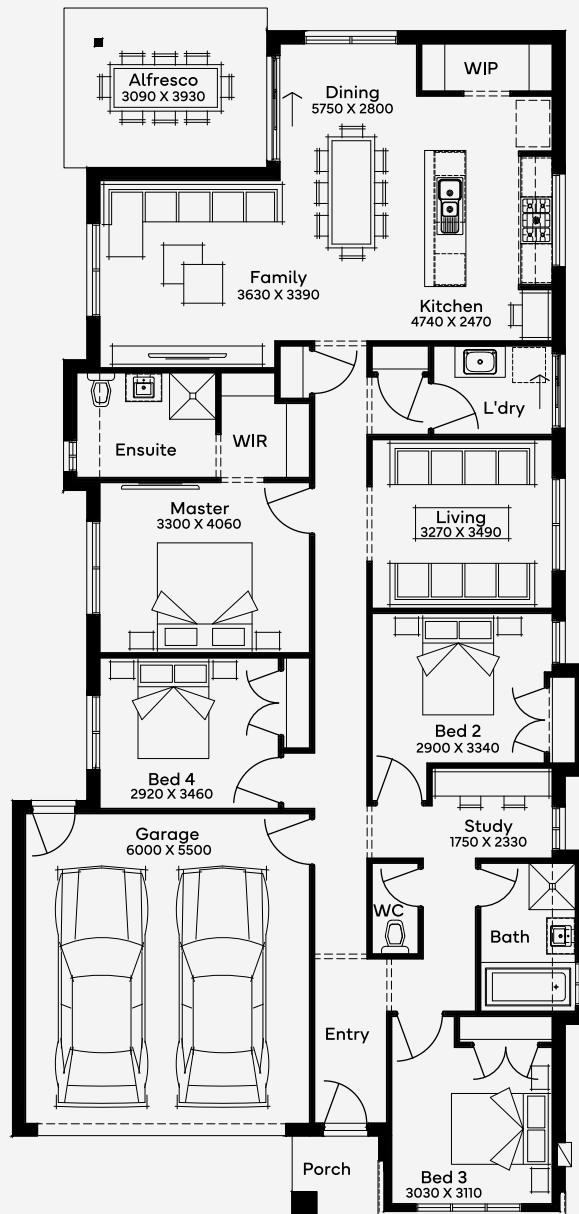 WIP
Alfresco
3090 X 3930
Dining
5750 X 2800
Family
3630 X 3390
Kitchen
4740 X 2470
L'dry
Ensuite
WIR
Master
3300 X 4060
Living
3270 X 3490
Bed 2
2900 X 3340
Bed 4
2920 X 3460
Garage
6000 X 5500
Study
1750 X 2330
WC
Bath
Entry
Porch
Bed 3
3030 X 3110